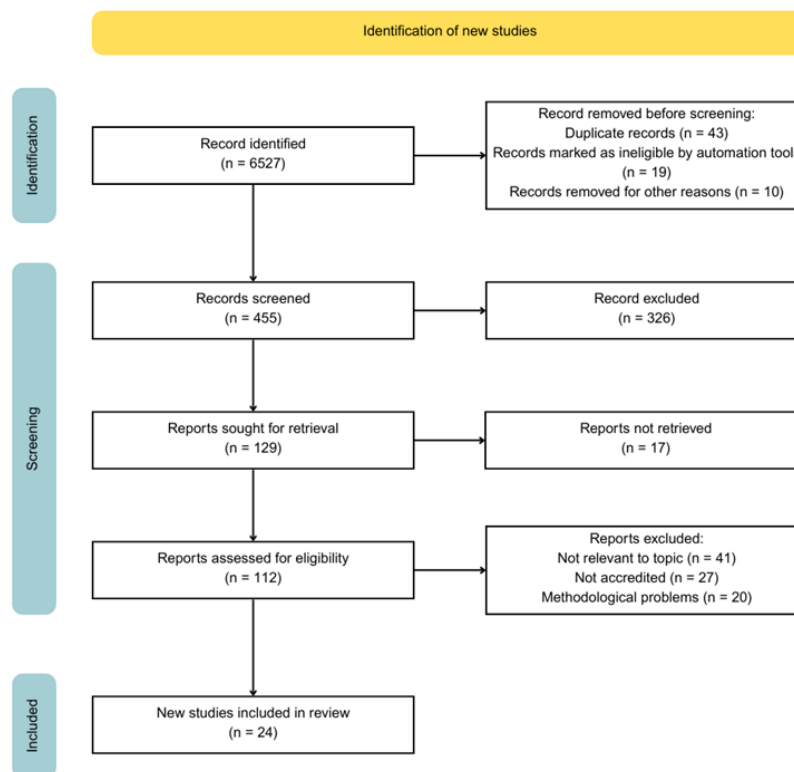 Identification of new studies
Identification
Record identified
(n = 6527)
Record removed before screening:
Duplicate records (n = 43)
Records marked as ineligible by automation tools
(n = 19)
Records removed for other reasons (n = 10)
Screening
Records screened
(n = 455)
Record excluded
(n = 326)
Reports sought for retrieval
(n = 129)
Reports not retrieved
(n = 17)
Reports assessed for eligibility
(n = 112)
Reports excluded:
Not relevant to topic (n = 41)
Not accredited (n = 27)
Methodological problems (n = 20)
Included
New studies included in review
(n = 24)